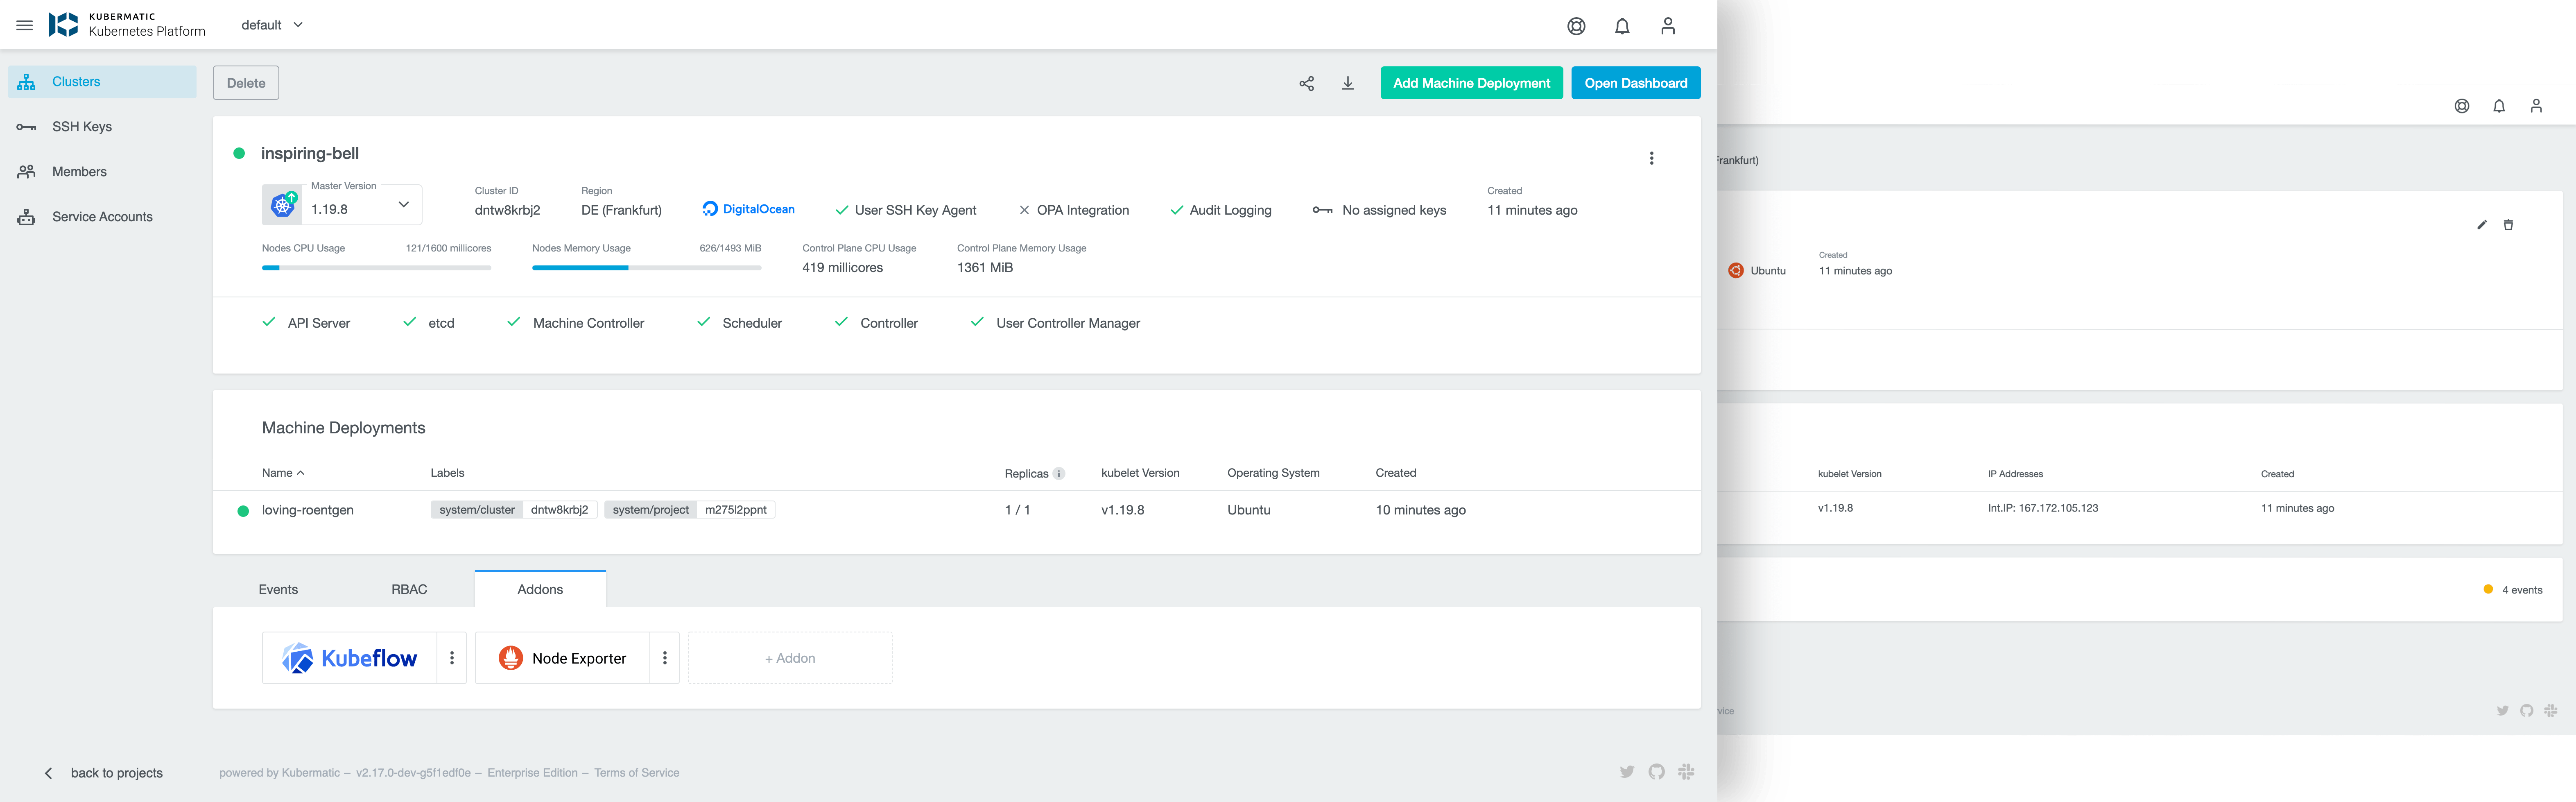 KUBERMATIC
Kubernetes Platform
default
Clusters
SSH Keys
Members
Service Accounts
back to projects
Delete
Add Machine Deployment
Open Dashboard
inspiring-bell
Master Version
1.19.8
Cluster ID
dntw8krbj2
Region
DE (Frankfurt)
DigitalOcean
User SSH Key Agent
OPA Integration
Audit Logging
No assigned keys
Created
11 minutes ago
Nodes CPU Usage
121/1600 millicores
Nodes Memory Usage
626/1493 MiB
Control Plane CPU Usage
419 millicores
Control Plane Memory Usage
1361 MiB
API Server
etcd
Machine Controller
Scheduler
Controller
User Controller Manager
Machine Deployments
Name Labels Replicas kubelet Version Operating System Created
loving-roentgen system/cluster dntw8krbj2 system/project m275l2ppnt 1 / 1 v1.19.8 Ubuntu 10 minutes ago
Events RBAC Addons
Kubeflow Node Exporter + Addon
powered by Kubermatic – v2.17.0-dev-g5f1edf0e – Enterprise Edition – Terms of Service
Frankfurt)
Ubuntu
Created
11 minutes ago
kubelet Version IP Addresses Created
v1.19.8 Int.IP: 167.172.105.123 11 minutes ago
4 events
vice